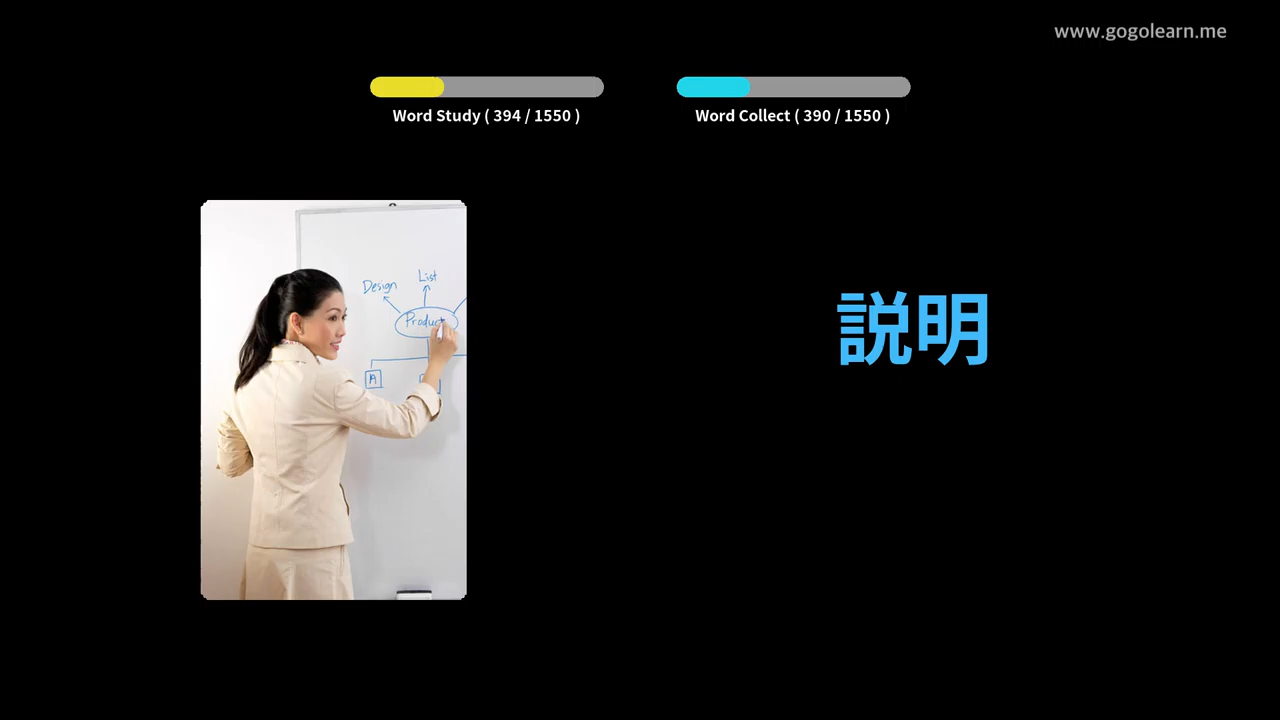 www.gogolearn.me
Word Study ( 394 / 1550 )
Word Collect ( 390 / 1550 )
List
Design
Product
A
説明